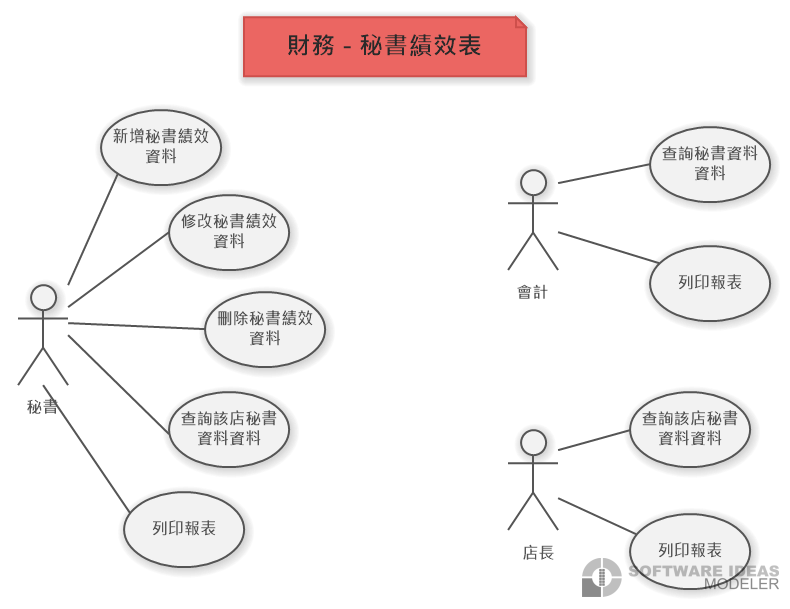 財務 - 秘書績效表
新增秘書績效
資料
修改秘書績效
資料
刪除秘書績效
資料
查詢該店秘書
資料資料
列印報表
秘書
查詢秘書資料
資料
列印報表
會計
查詢該店秘書
資料資料
列印報表
店長
SOFTWARE IDEAS
MODELER